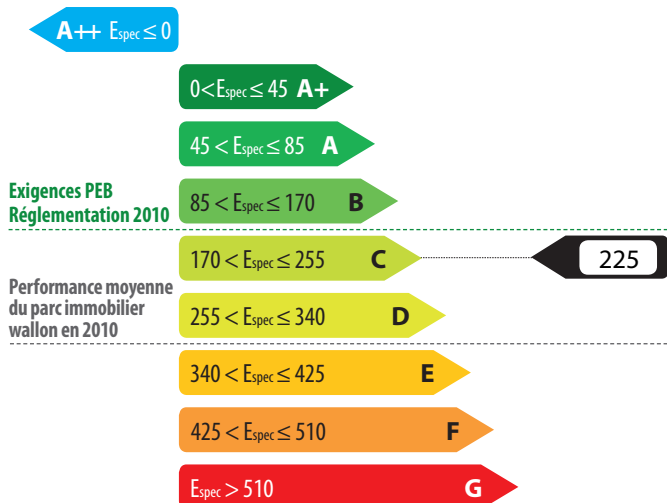 A++ Espec ≤ 0
0 < Espec ≤ 45 A+
45 < Espec ≤ 85 A
Exigences PEB
Réglementation 2010
85 < Espec ≤ 170 B
170 < Espec ≤ 255 C
225
Performance moyenne
du parc immobilier
wallon en 2010
255 < Espec ≤ 340 D
340 < Espec ≤ 425 E
425 < Espec ≤ 510 F
Espec > 510 G